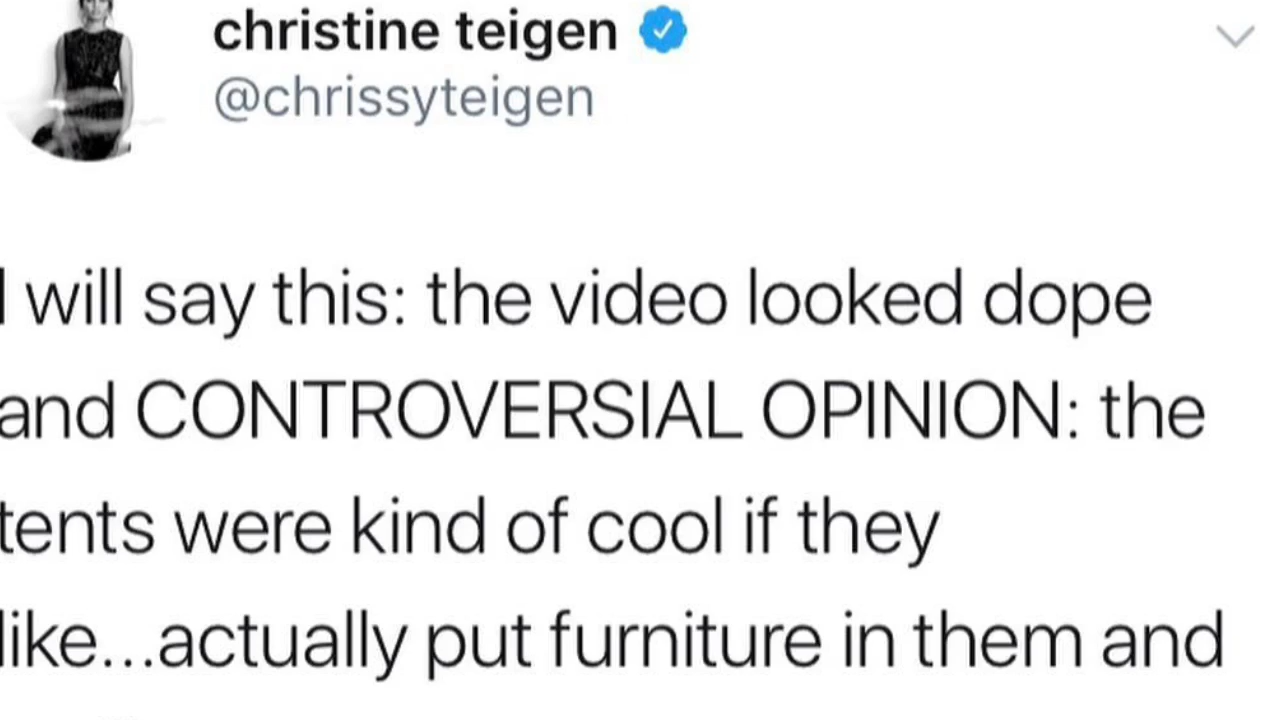 christine teigen
@chrissyteigen
I will say this: the video looked dope
and CONTROVERSIAL OPINION: the
tents were kind of cool if they
like...actually put furniture in them and